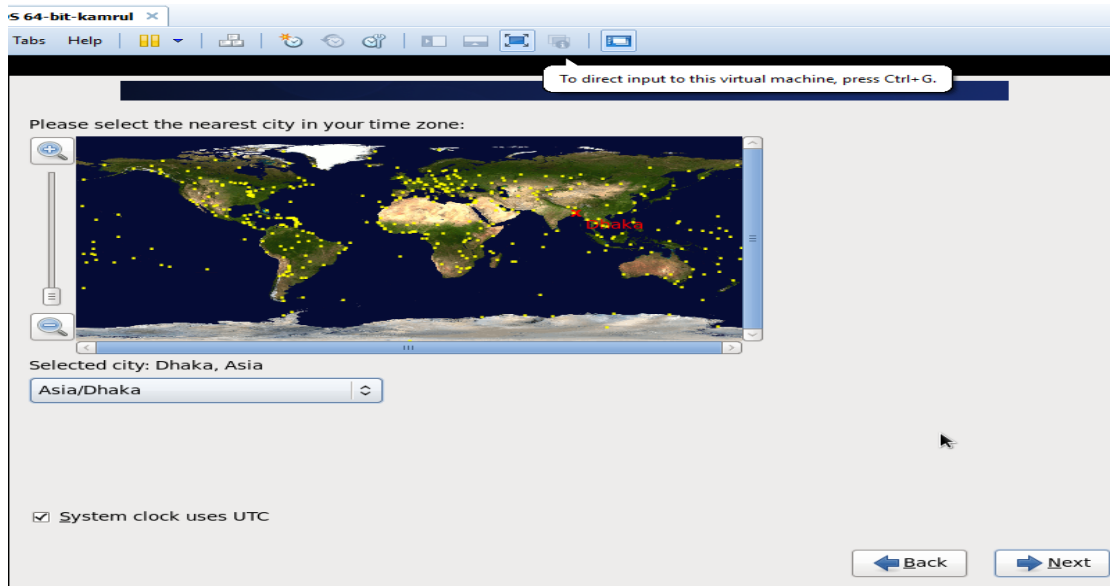 S 64-bit-kamrul
Tabs Help
To direct input to this virtual machine, press Ctrl+G.
Please select the nearest city in your time zone:
Dhaka
Selected city: Dhaka, Asia
Asia/Dhaka
System clock uses UTC
Back Next